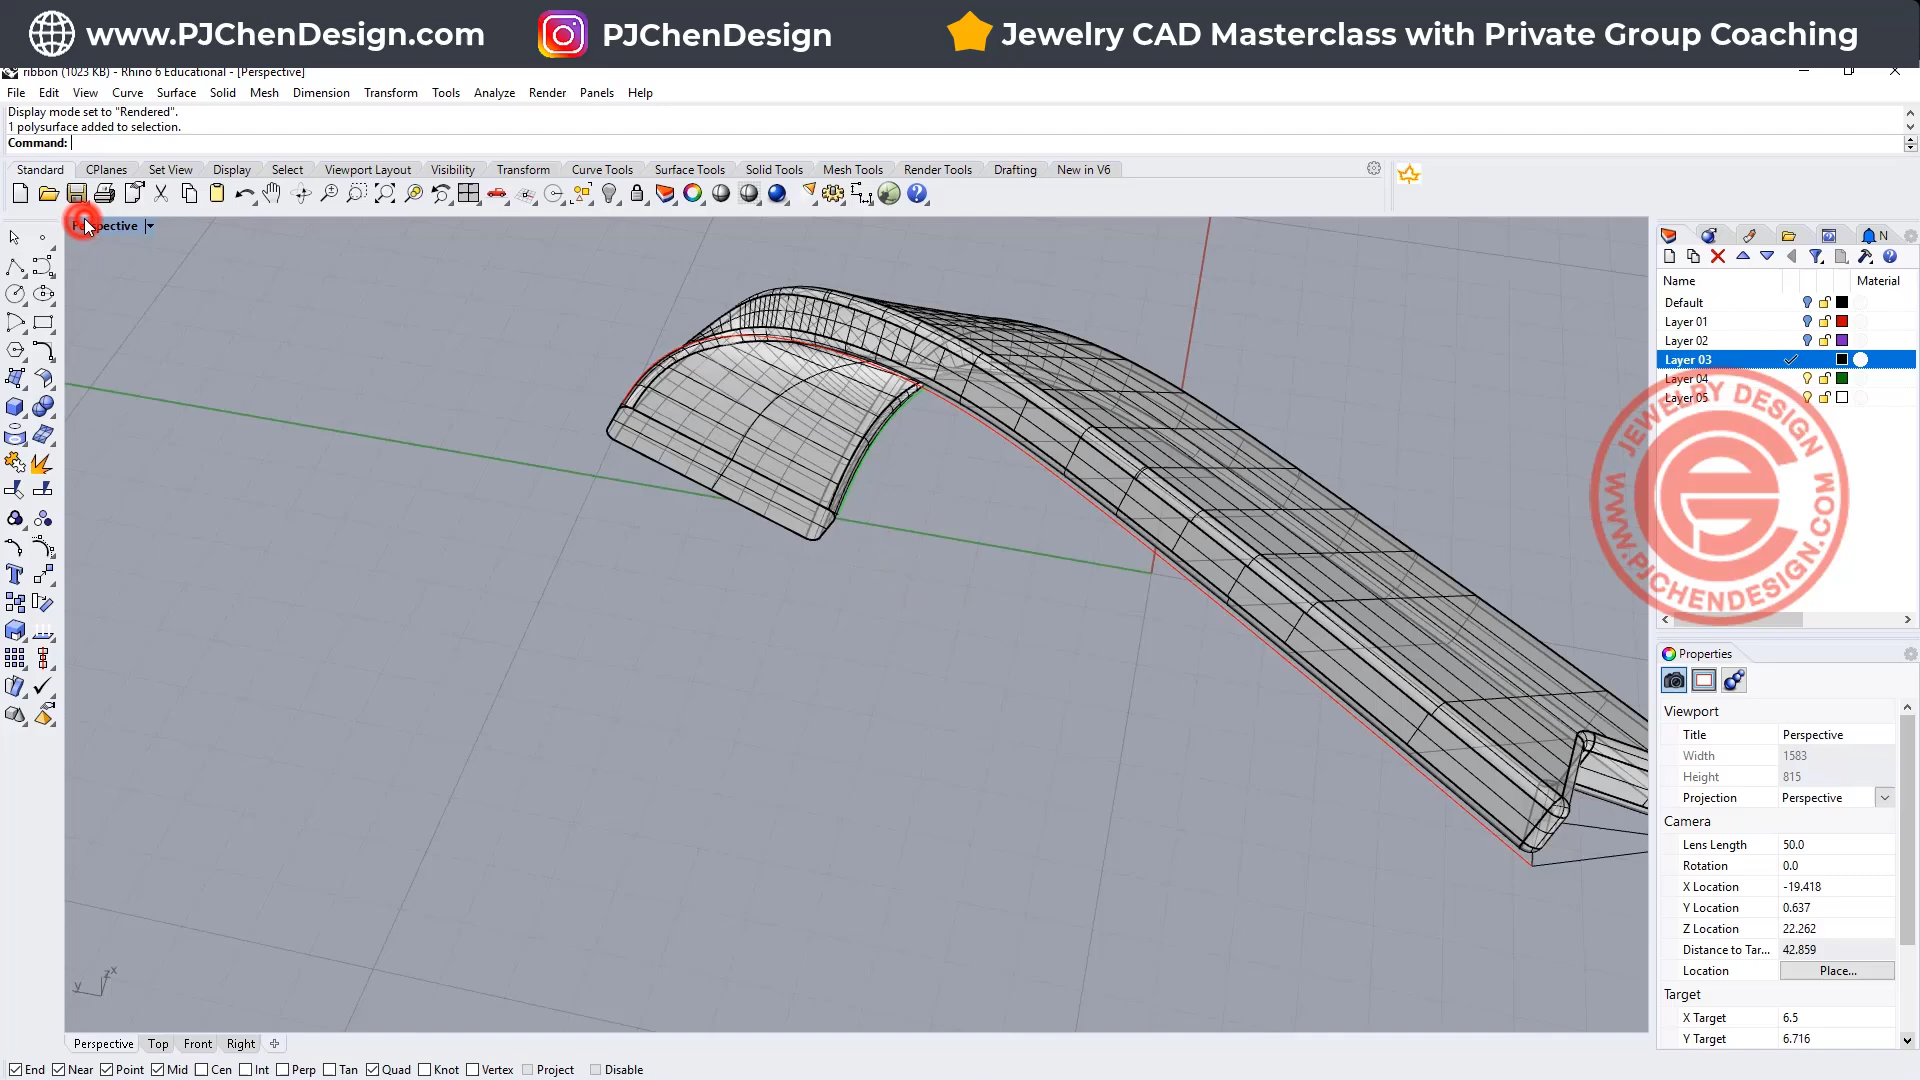 www.PJChenDesign.com
PJChenDesign
Jewelry CAD Masterclass with Private Group Coaching
ribbon (1023 KB) - Rhino 6 Educational - [Perspective]
File Edit View Curve Surface Solid Mesh Dimension Transform Tools Analyze Render Panels Help
Display mode set to "Rendered".
1 polysurface added to selection.
Command:
Standard CPlanes Set View Display Select Viewport Layout Visibility Transform Curve Tools Surface Tools Solid Tools Mesh Tools Render Tools Drafting New in V6
Perspective
N
Name Material
Default
Layer 01
Layer 02
Layer 03
Layer 04
Layer 05
JEWELRY DESIGN
WWW.PJCHENDESIGN.COM
Properties
Viewport
Title Perspective
Width 1583
Height 815
Projection Perspective
Camera
Lens Length 50.0
Rotation 0.0
X Location -19.418
Y Location 0.637
Z Location 22.262
Distance to Tar... 42.859
Location Place...
Target
X Target 6.5
Y Target 6.716
z x
y
Perspective Top Front Right
End Near Point Mid Cen Int Perp Tan Quad Knot Vertex Project Disable